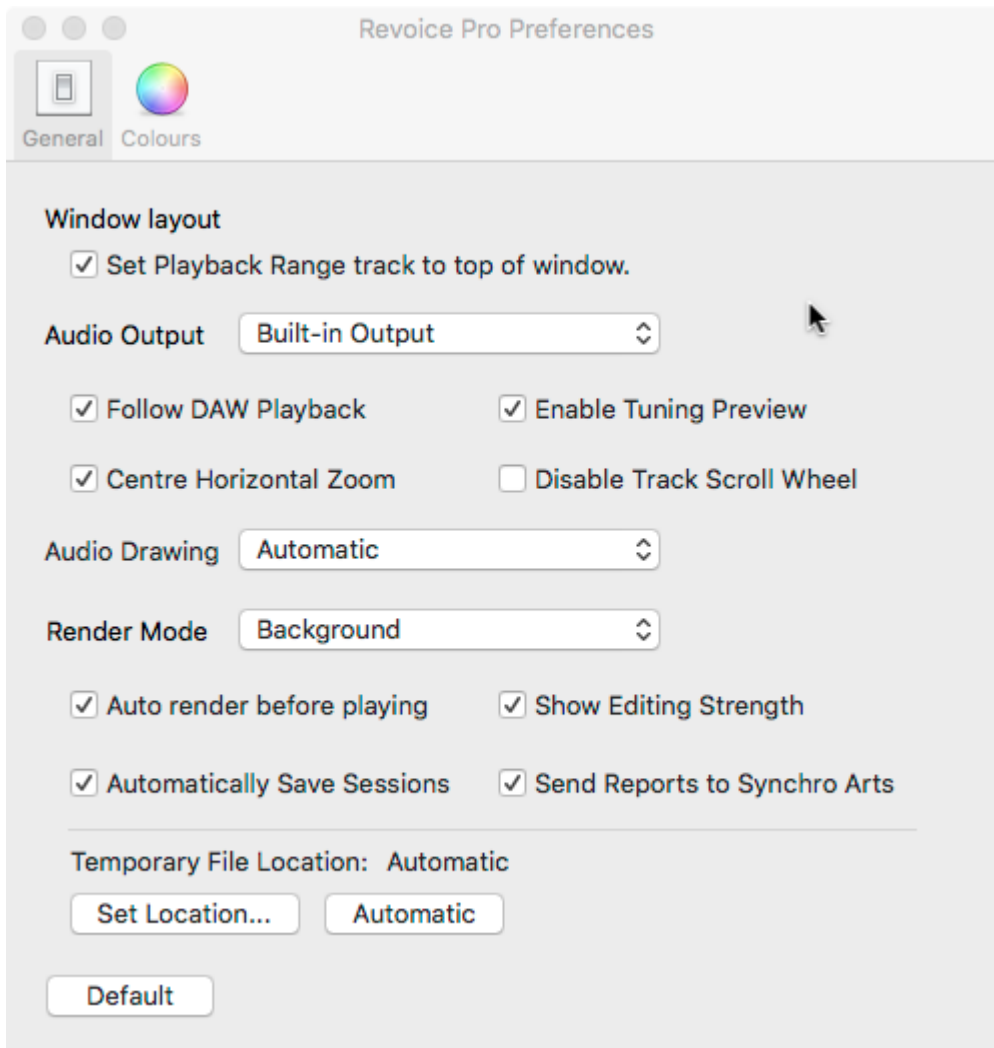 Revoice Pro Preferences
General Colours
Window layout
Set Playback Range track to top of window.
Audio Output Built-in Output
Follow DAW Playback Enable Tuning Preview
Centre Horizontal Zoom Disable Track Scroll Wheel
Audio Drawing Automatic
Render Mode Background
Auto render before playing Show Editing Strength
Automatically Save Sessions Send Reports to Synchro Arts
Temporary File Location: Automatic
Set Location... Automatic
Default